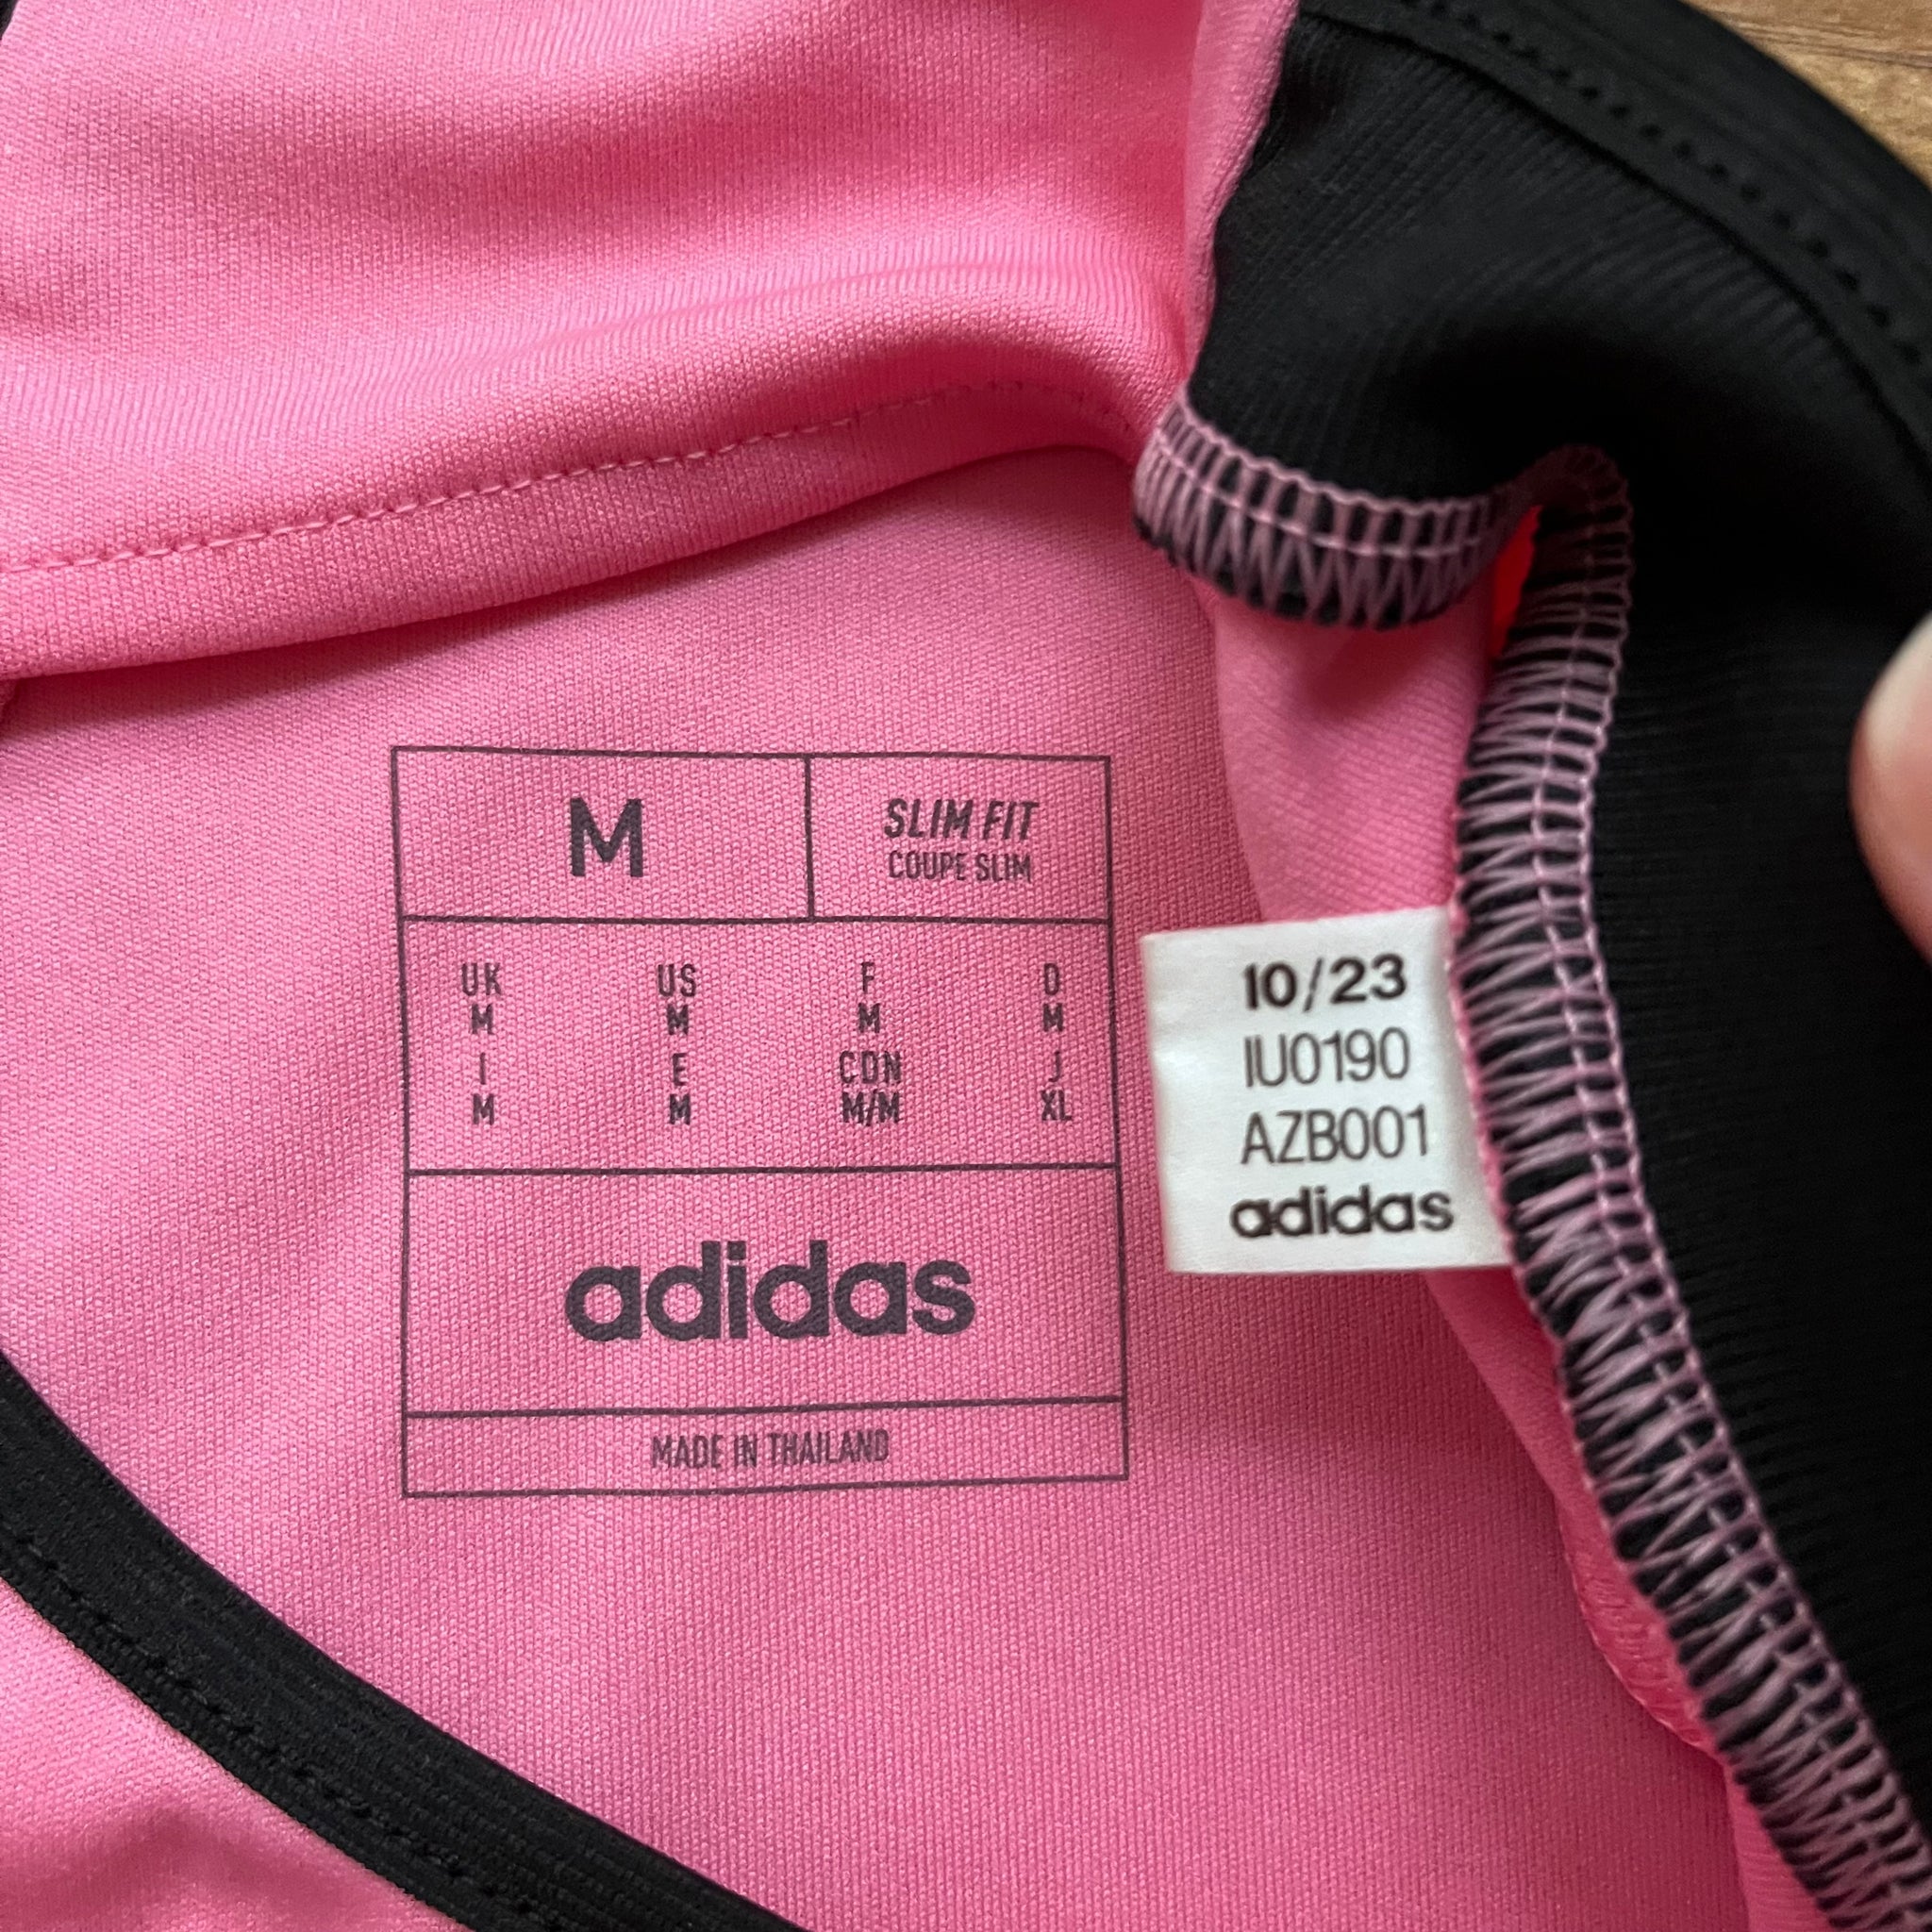 M
SLIM FIT
COUPE SLIM
UK US F D
M M M M
I E CDN J
M M M/M XL
adidas
MADE IN THAILAND
10/23
IU0190
AZB001
adidas